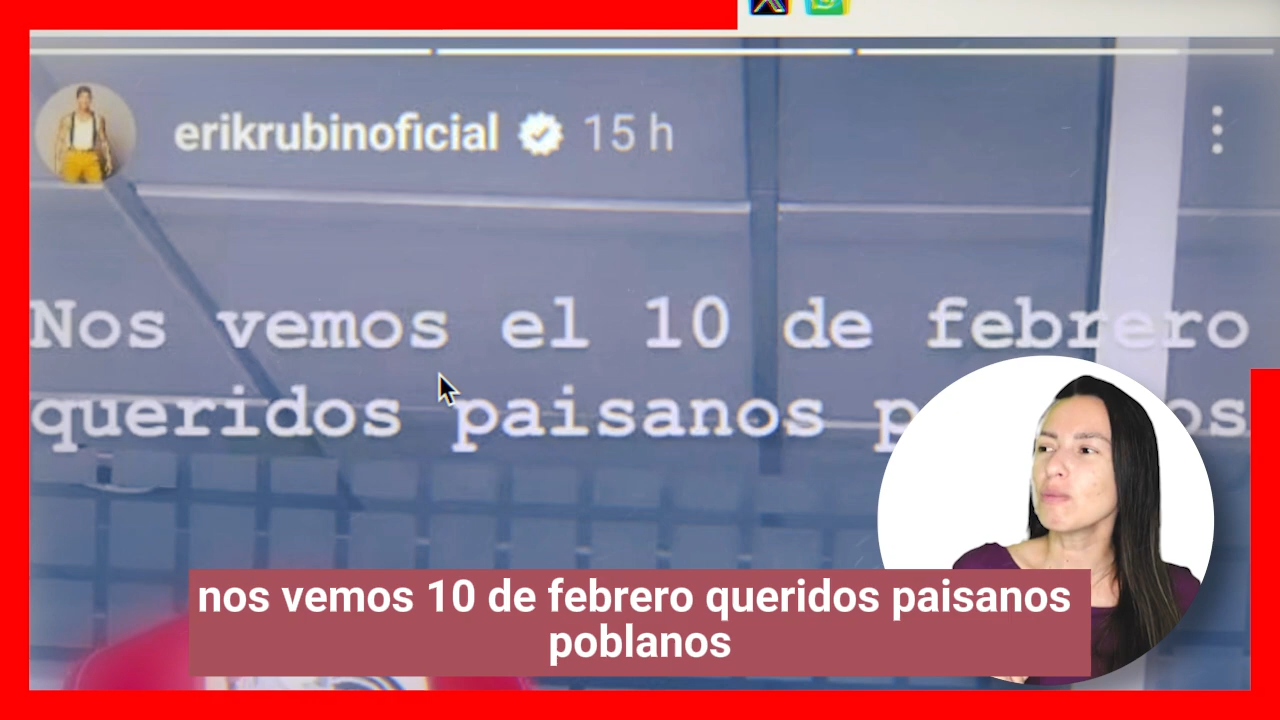 erikrubinoficial 15 h
Nos vemos el 10 de febrero
queridos paisanos
nos vemos 10 de febrero queridos paisanos
poblanos